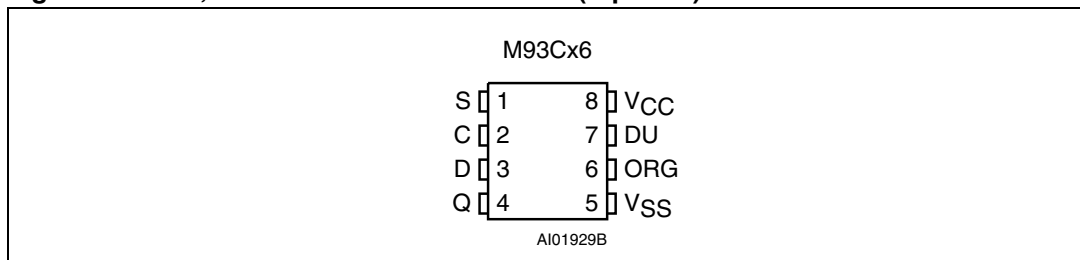 M93Cx6
S 1 8 VCC
C 2 7 DU
D 3 6 ORG
Q 4 5 VSS
AI01929B